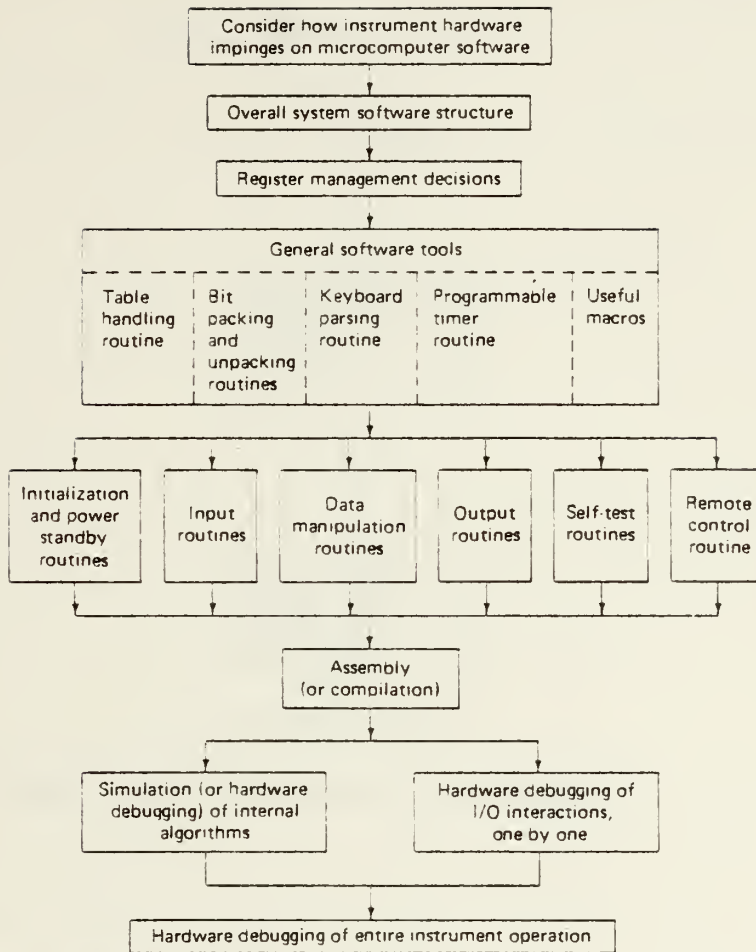 Consider how instrument hardware
impinges on microcomputer software
Overall system software structure
Register management decisions
General software tools
Table
handling
routine
Bit
packing
and
unpacking
routines
Keyboard
parsing
routine
Programmable
timer
routine
Useful
macros
Initialization
and power
standby
routines
Input
routines
Data
manipulation
routines
Output
routines
Self-test
routines
Remote
control
routine
Assembly
(or compilation)
Simulation (or hardware
debugging) of internal
algorithms
Hardware debugging of
I/O interactions,
one by one
Hardware debugging of entire instrument operation